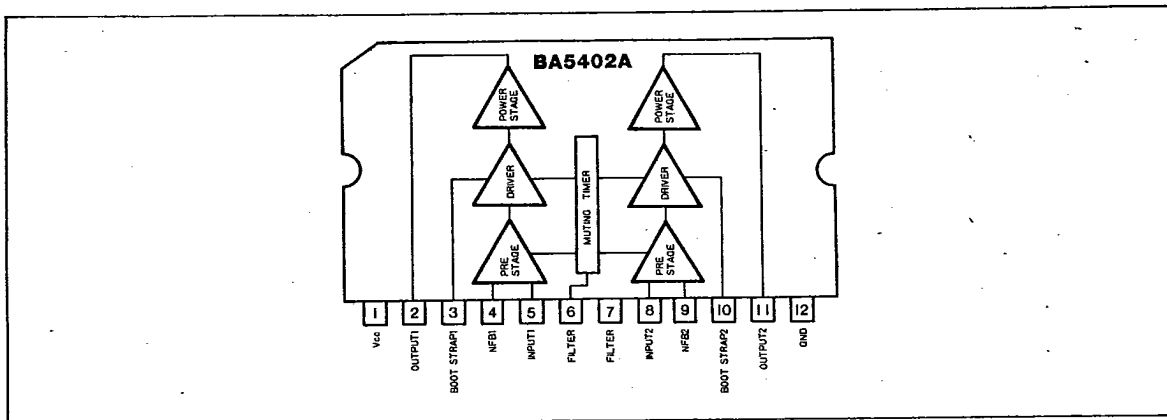 BA5402A
POWER
STAGE
POWER
STAGE
DRIVER
MUTING TIMER
DRIVER
PRE
STAGE
PRE
STAGE
1 2 3 4 5 6 7 8 9 10 11 12
Vcc
OUTPUT1
BOOT STRAP1
NFB1
INPUT1
FILTER
FILTER
INPUT2
NFB2
BOOT STRAP2
OUTPUT2
GND